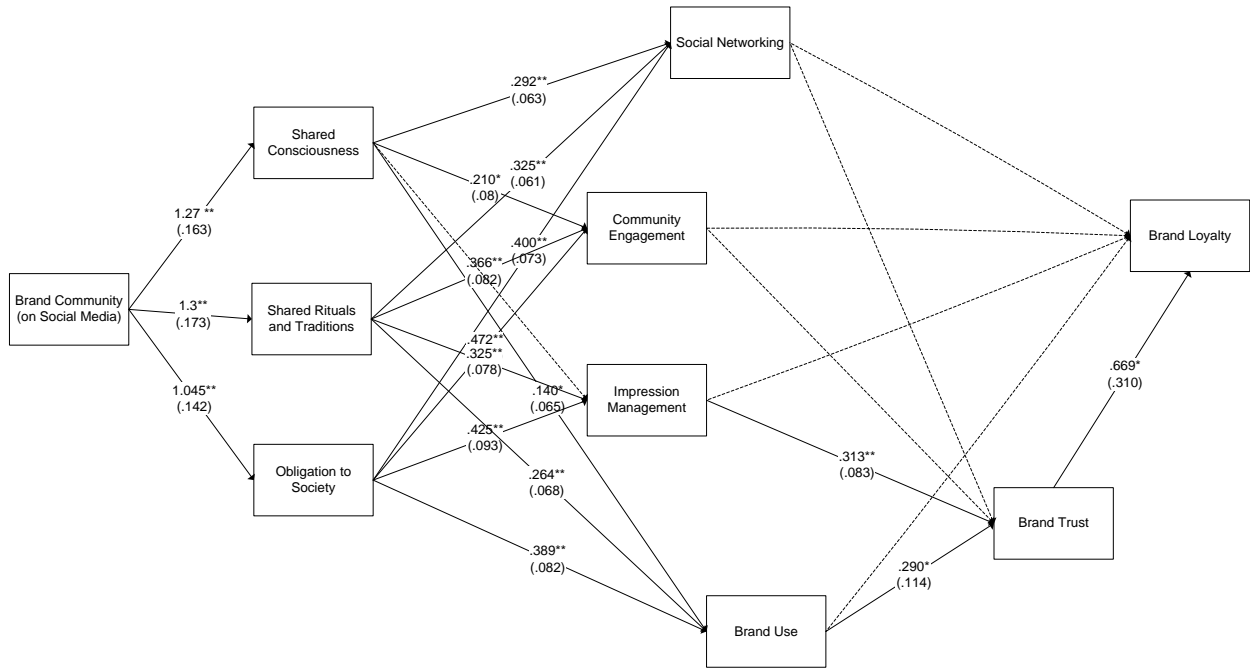 Social Networking
.292**
(.063)
Shared
Consciousness
.325**
(.061)
.210*
(.08)
1.27 **
(.163)
Community
Engagement
Brand Loyalty
.400**
(.073)
.366**
(.082)
Brand Community
(on Social Media)
1.3**
(.173)
Shared Rituals
and Traditions
.472**
.325**
(.078)
.669*
(.310)
1.045**
(.142)
.140*
(.065)
Impression
Management
.425**
(.093)
.313**
(.083)
Obligation to
Society
.264**
(.068)
Brand Trust
.389**
(.082)
.290*
(.114)
Brand Use